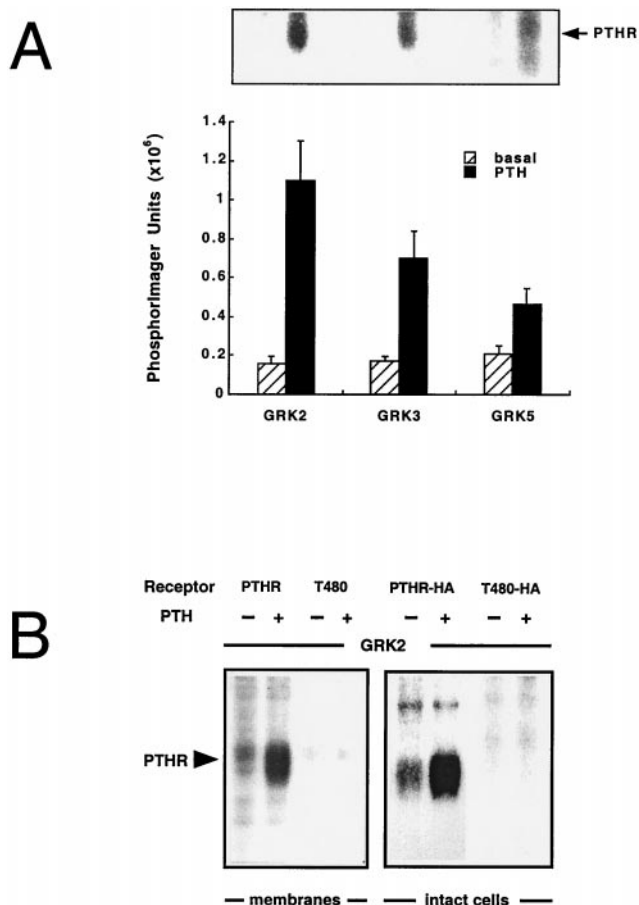 A
PTHR
PhosphorImager Units (x10⁶)
1.4
1.2
1
0.8
0.6
0.4
0.2
0
basal
PTH
GRK2 GRK3 GRK5
B
Receptor PTHR T480 PTHR-HA T480-HA
PTH – + – + – + – +
GRK2
PTHR
membranes intact cells